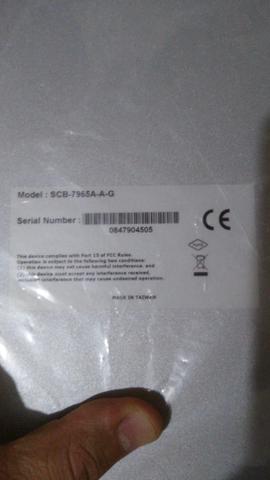 Model : SCB-7965A-A-G
Serial Number :
0847904505
CE
This device complies with Part 15 of FCC Rules.
Operation is subject to the following two conditions:
(1) this device may not cause harmful interference, and
(2) this device must accept any interference received,
including interference that may cause undesired operation.
MADE IN TAIWAN